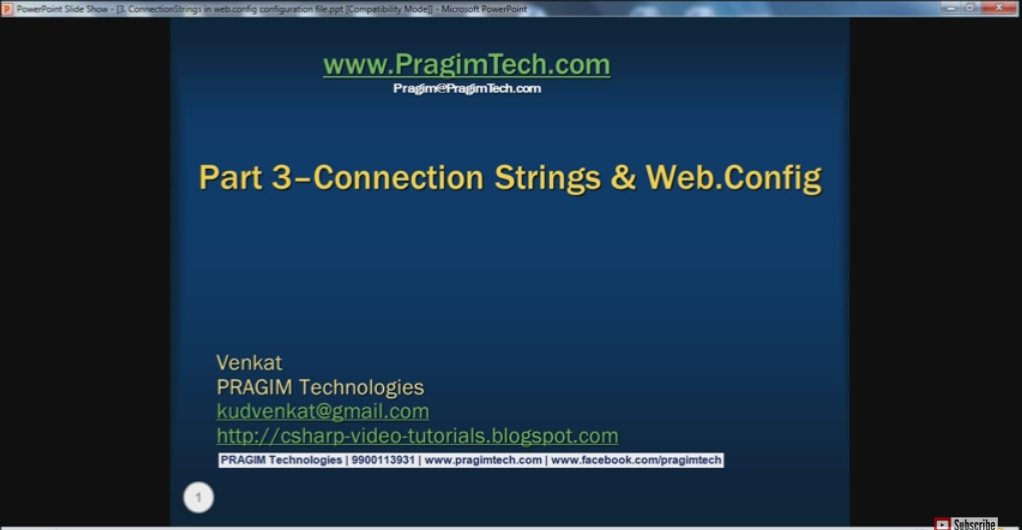 PowerPoint Slide Show - [3. ConnectionStrings in web.config configuration file.ppt [Compatibility Mode]] - Microsoft PowerPoint
www.PragimTech.com
Pragim@PragimTech.com
Part 3–Connection Strings & Web.Config
Venkat
PRAGIM Technologies
kudvenkat@gmail.com
http://csharp-video-tutorials.blogspot.com
PRAGIM Technologies | 9900113931 | www.pragimtech.com | www.facebook.com/pragimtech
1
Subscribe